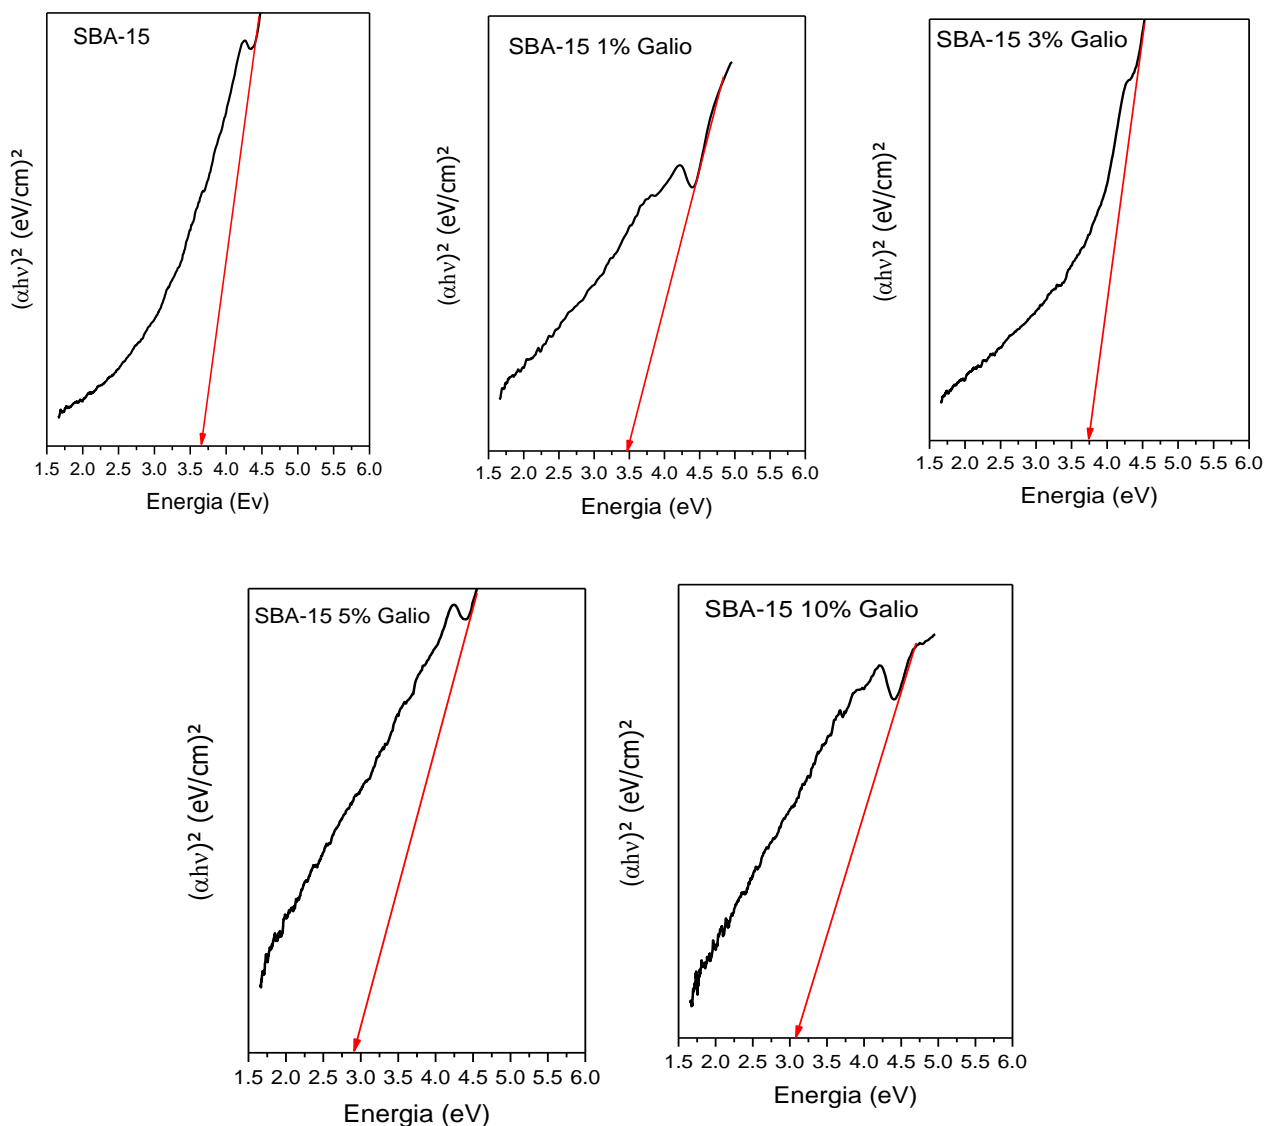 SBA-15
(αhν)² (eV/cm)²
1.5 2.0 2.5 3.0 3.5 4.0 4.5 5.0 5.5 6.0
Energia (Ev)
SBA-15 1% Galio
(αhν)² (eV/cm)²
1.5 2.0 2.5 3.0 3.5 4.0 4.5 5.0 5.5 6.0
Energia (eV)
SBA-15 3% Galio
(αhν)² (eV/cm)²
1.5 2.0 2.5 3.0 3.5 4.0 4.5 5.0 5.5 6.0
Energia (eV)
SBA-15 5% Galio
(αhν)² (eV/cm)²
1.5 2.0 2.5 3.0 3.5 4.0 4.5 5.0 5.5 6.0
Energia (eV)
SBA-15 10% Galio
(αhν)² (eV/cm)²
1.5 2.0 2.5 3.0 3.5 4.0 4.5 5.0 5.5 6.0
Energia (eV)